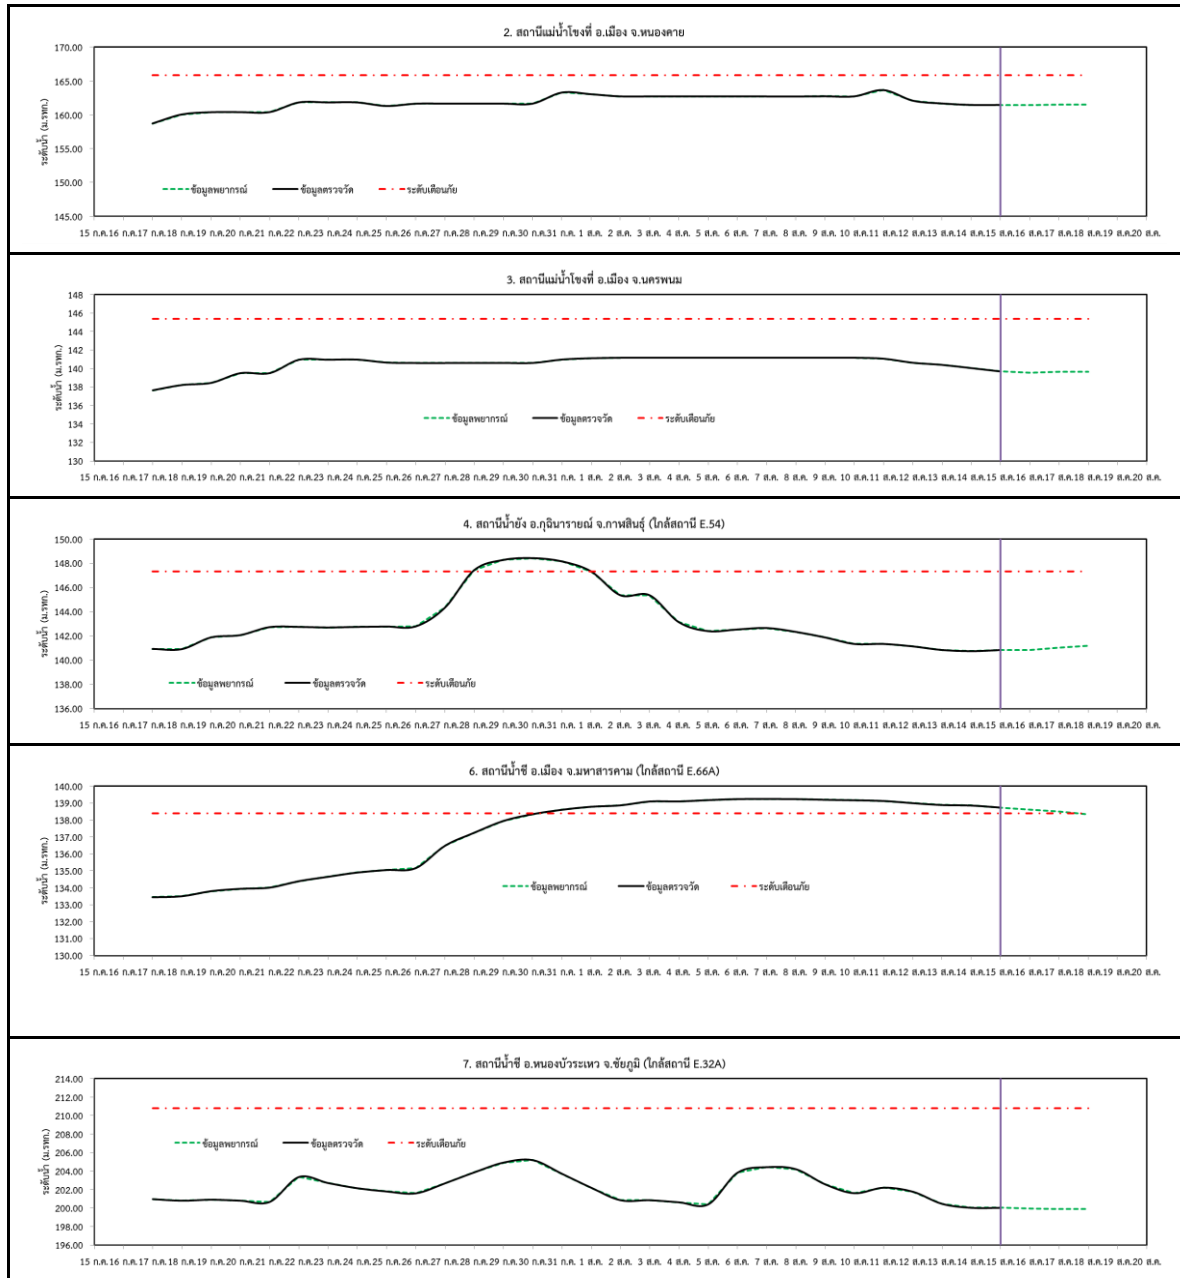 2. สถานีแม่น้ำโขงที่ อ.เมือง จ.หนองคาย
170.00
165.00
160.00
155.00
150.00
145.00
ระดับน้ำ (ม.รทก.)
ข้อมูลพยากรณ์ ข้อมูลตรวจวัด ระดับเตือนภัย
15 ก.ค. 16 ก.ค. 17 ก.ค. 18 ก.ค. 19 ก.ค. 20 ก.ค. 21 ก.ค. 22 ก.ค. 23 ก.ค. 24 ก.ค. 25 ก.ค. 26 ก.ค. 27 ก.ค. 28 ก.ค. 29 ก.ค. 30 ก.ค. 31 ก.ค. 1 ส.ค. 2 ส.ค. 3 ส.ค. 4 ส.ค. 5 ส.ค. 6 ส.ค. 7 ส.ค. 8 ส.ค. 9 ส.ค. 10 ส.ค. 11 ส.ค. 12 ส.ค. 13 ส.ค. 14 ส.ค. 15 ส.ค. 16 ส.ค. 17 ส.ค. 18 ส.ค. 19 ส.ค. 20 ส.ค.
3. สถานีแม่น้ำโขงที่ อ.เมือง จ.นครพนม
148
146
144
142
140
138
136
134
132
130
ระดับน้ำ (ม.รทก.)
ข้อมูลพยากรณ์ ข้อมูลตรวจวัด ระดับเตือนภัย
15 ก.ค. 16 ก.ค. 17 ก.ค. 18 ก.ค. 19 ก.ค. 20 ก.ค. 21 ก.ค. 22 ก.ค. 23 ก.ค. 24 ก.ค. 25 ก.ค. 26 ก.ค. 27 ก.ค. 28 ก.ค. 29 ก.ค. 30 ก.ค. 31 ก.ค. 1 ส.ค. 2 ส.ค. 3 ส.ค. 4 ส.ค. 5 ส.ค. 6 ส.ค. 7 ส.ค. 8 ส.ค. 9 ส.ค. 10 ส.ค. 11 ส.ค. 12 ส.ค. 13 ส.ค. 14 ส.ค. 15 ส.ค. 16 ส.ค. 17 ส.ค. 18 ส.ค. 19 ส.ค. 20 ส.ค.
4. สถานีน้ำยัง อ.กุฉินารายณ์ จ.กาฬสินธุ์ (ใกล้สถานี E.54)
150.00
148.00
146.00
144.00
142.00
140.00
138.00
136.00
ระดับน้ำ (ม.รทก.)
ข้อมูลพยากรณ์ ข้อมูลตรวจวัด ระดับเตือนภัย
15 ก.ค. 16 ก.ค. 17 ก.ค. 18 ก.ค. 19 ก.ค. 20 ก.ค. 21 ก.ค. 22 ก.ค. 23 ก.ค. 24 ก.ค. 25 ก.ค. 26 ก.ค. 27 ก.ค. 28 ก.ค. 29 ก.ค. 30 ก.ค. 31 ก.ค. 1 ส.ค. 2 ส.ค. 3 ส.ค. 4 ส.ค. 5 ส.ค. 6 ส.ค. 7 ส.ค. 8 ส.ค. 9 ส.ค. 10 ส.ค. 11 ส.ค. 12 ส.ค. 13 ส.ค. 14 ส.ค. 15 ส.ค. 16 ส.ค. 17 ส.ค. 18 ส.ค. 19 ส.ค. 20 ส.ค.
6. สถานีน้ำชี อ.เมือง จ.มหาสารคาม (ใกล้สถานี E.66A)
140.00
139.00
138.00
137.00
136.00
135.00
134.00
133.00
132.00
131.00
130.00
ระดับน้ำ (ม.รทก.)
ข้อมูลพยากรณ์ ข้อมูลตรวจวัด ระดับเตือนภัย
15 ก.ค. 16 ก.ค. 17 ก.ค. 18 ก.ค. 19 ก.ค. 20 ก.ค. 21 ก.ค. 22 ก.ค. 23 ก.ค. 24 ก.ค. 25 ก.ค. 26 ก.ค. 27 ก.ค. 28 ก.ค. 29 ก.ค. 30 ก.ค. 31 ก.ค. 1 ส.ค. 2 ส.ค. 3 ส.ค. 4 ส.ค. 5 ส.ค. 6 ส.ค. 7 ส.ค. 8 ส.ค. 9 ส.ค. 10 ส.ค. 11 ส.ค. 12 ส.ค. 13 ส.ค. 14 ส.ค. 15 ส.ค. 16 ส.ค. 17 ส.ค. 18 ส.ค. 19 ส.ค. 20 ส.ค.
7. สถานีน้ำชี อ.หนองบัวระเหว จ.ชัยภูมิ (ใกล้สถานี E.32A)
214.00
212.00
210.00
208.00
206.00
204.00
202.00
200.00
198.00
196.00
ระดับน้ำ (ม.รทก.)
ข้อมูลพยากรณ์ ข้อมูลตรวจวัด ระดับเตือนภัย
15 ก.ค. 16 ก.ค. 17 ก.ค. 18 ก.ค. 19 ก.ค. 20 ก.ค. 21 ก.ค. 22 ก.ค. 23 ก.ค. 24 ก.ค. 25 ก.ค. 26 ก.ค. 27 ก.ค. 28 ก.ค. 29 ก.ค. 30 ก.ค. 31 ก.ค. 1 ส.ค. 2 ส.ค. 3 ส.ค. 4 ส.ค. 5 ส.ค. 6 ส.ค. 7 ส.ค. 8 ส.ค. 9 ส.ค. 10 ส.ค. 11 ส.ค. 12 ส.ค. 13 ส.ค. 14 ส.ค. 15 ส.ค. 16 ส.ค. 17 ส.ค. 18 ส.ค. 19 ส.ค. 20 ส.ค.